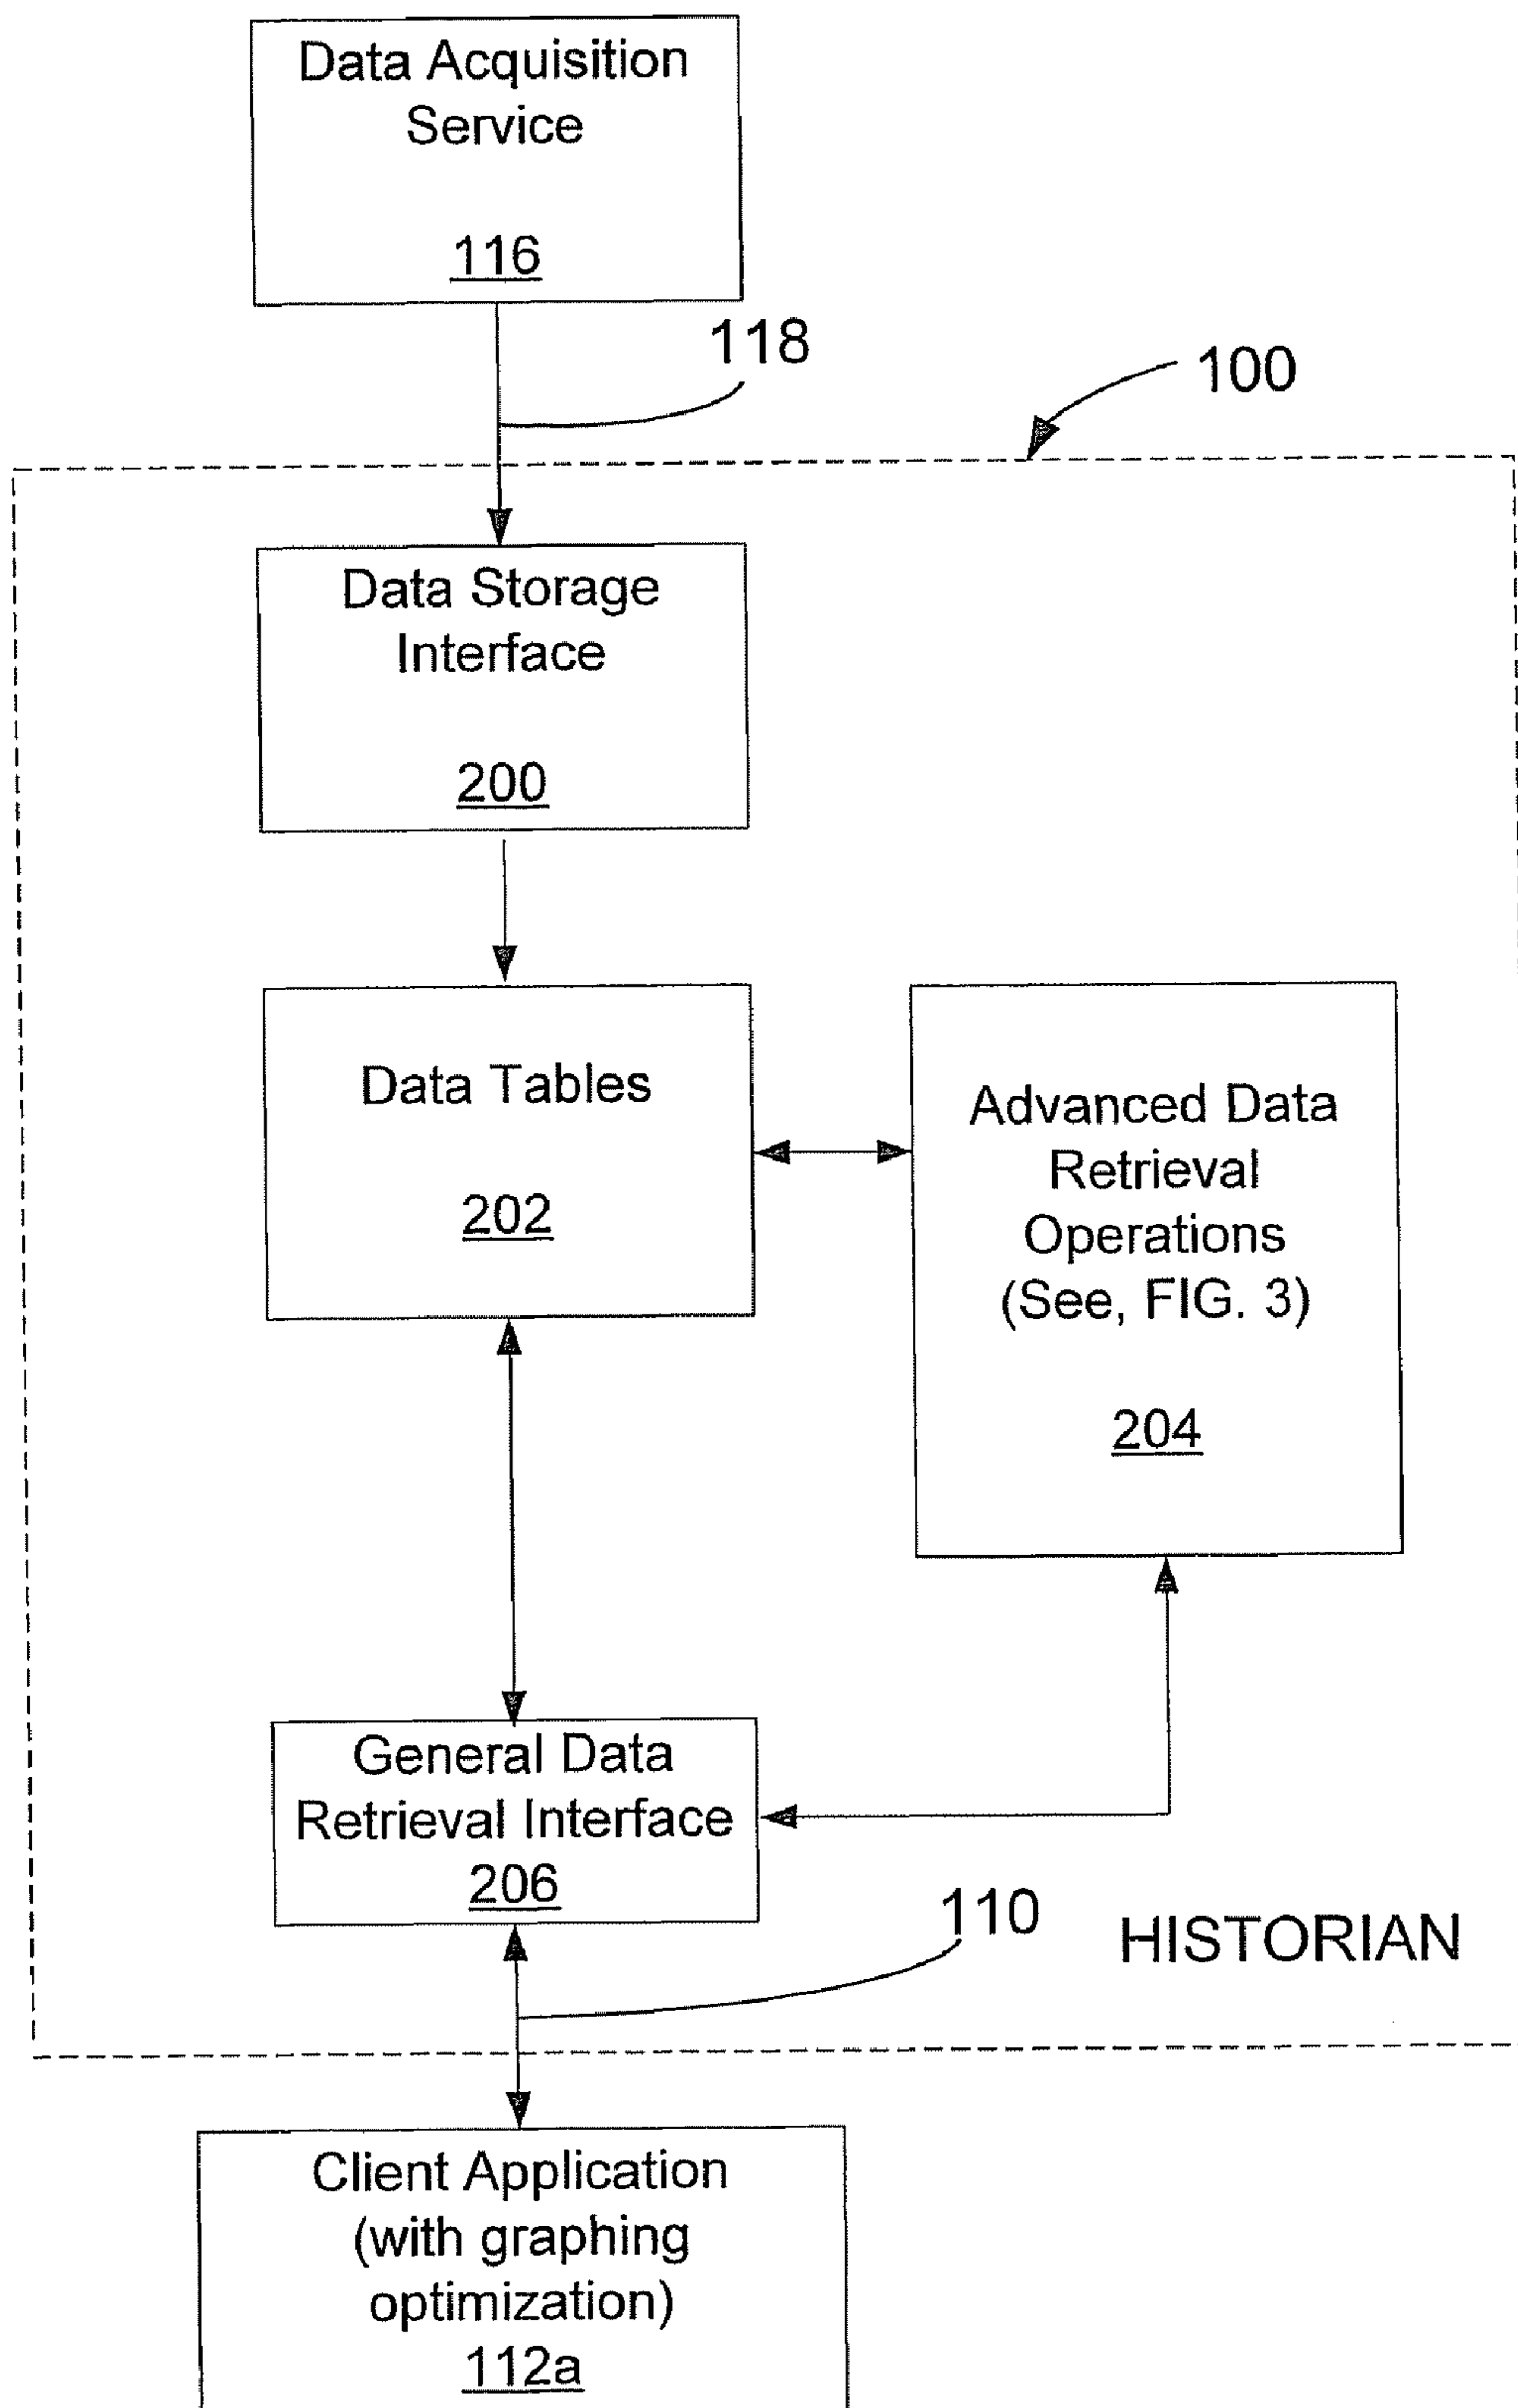 Data Acquisition
Service
116
118
100
Data Storage
Interface
200
Data Tables
202
Advanced Data
Retrieval
Operations
(See, FIG. 3)
204
General Data
Retrieval Interface
206
110
HISTORIAN
Client Application
(with graphing
optimization)
112a